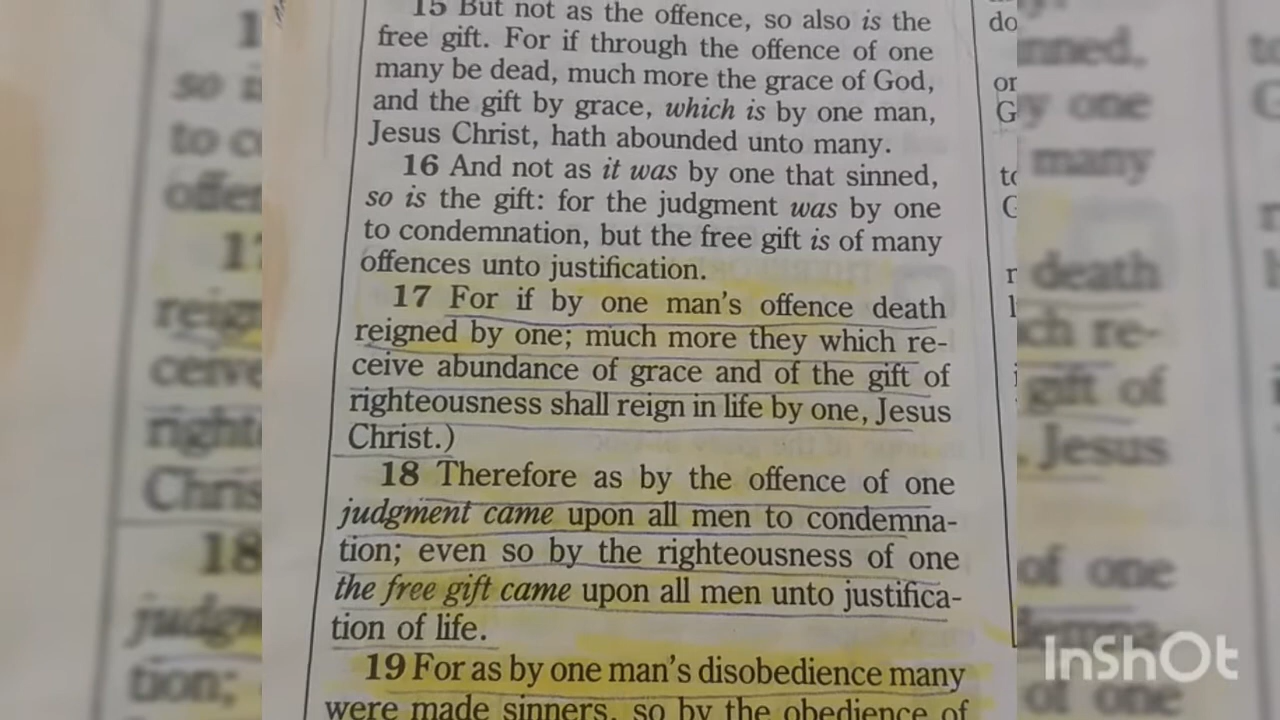 15 But not as the offence, so also is the
free gift. For if through the offence of one
many be dead, much more the grace of God,
and the gift by grace, which is by one man,
Jesus Christ, hath abounded unto many.
16 And not as it was by one that sinned,
so is the gift: for the judgment was by one
to condemnation, but the free gift is of many
offences unto justification.
17 For if by one man's offence death
reigned by one; much more they which re-
ceive abundance of grace and of the gift of
righteousness shall reign in life by one, Jesus
Christ.)
18 Therefore as by the offence of one
judgment came upon all men to condemna-
tion; even so by the righteousness of one
the free gift came upon all men unto justifica-
tion of life.
19 For as by one man's disobedience many
were made sinners, so by the obedience of
InShOt